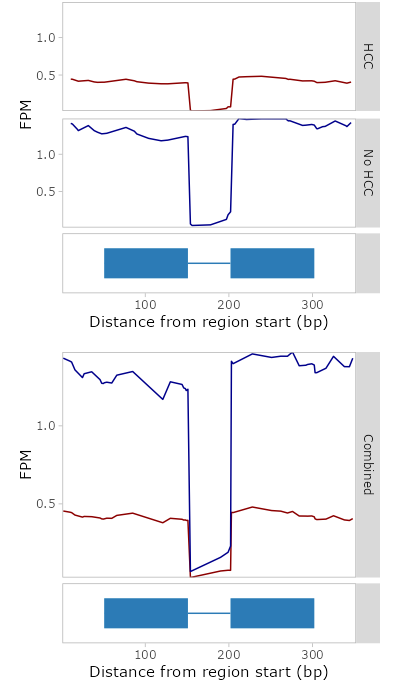 1.0
0.5
HCC
FPM
1.0
0.5
No HCC
100 200 300
Distance from region start (bp)
1.0
0.5
FPM
Combined
100 200 300
Distance from region start (bp)